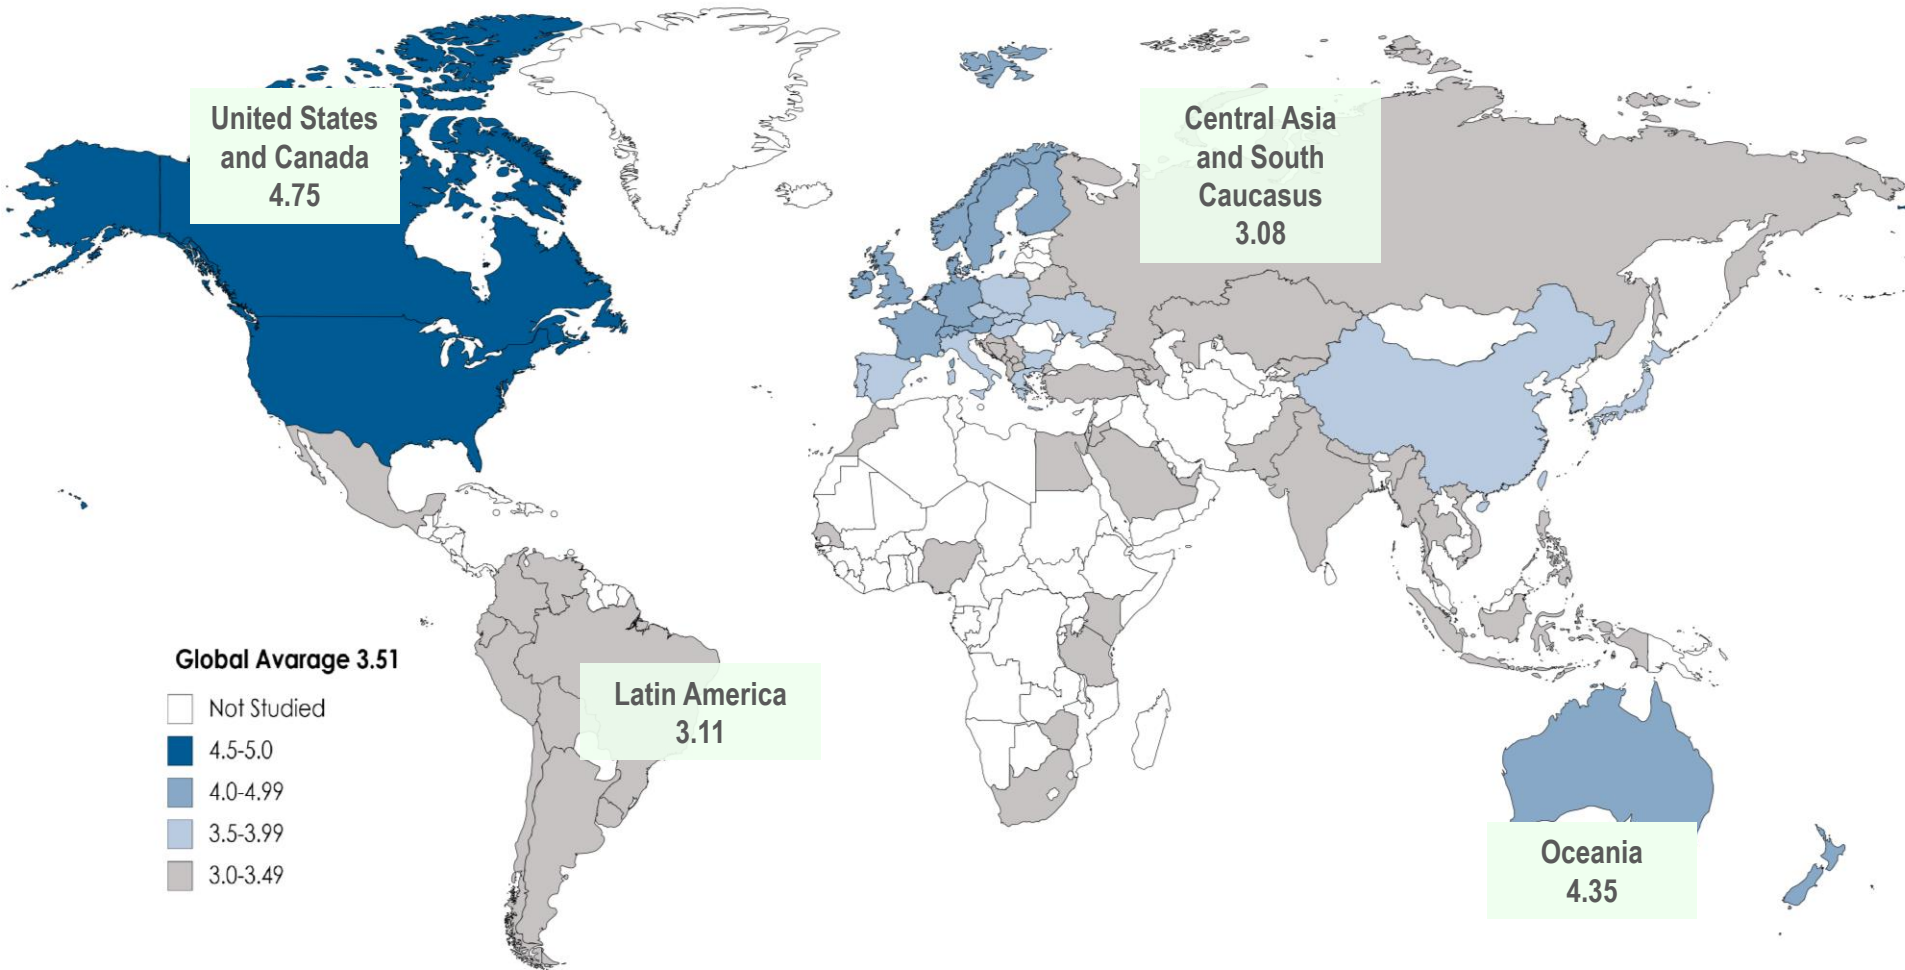 United States
and Canada
4.75
Central Asia
and South
Caucasus
3.08
Latin America
3.11
Oceania
4.35
Global Avarage 3.51
Not Studied
4.5-5.0
4.0-4.99
3.5-3.99
3.0-3.49